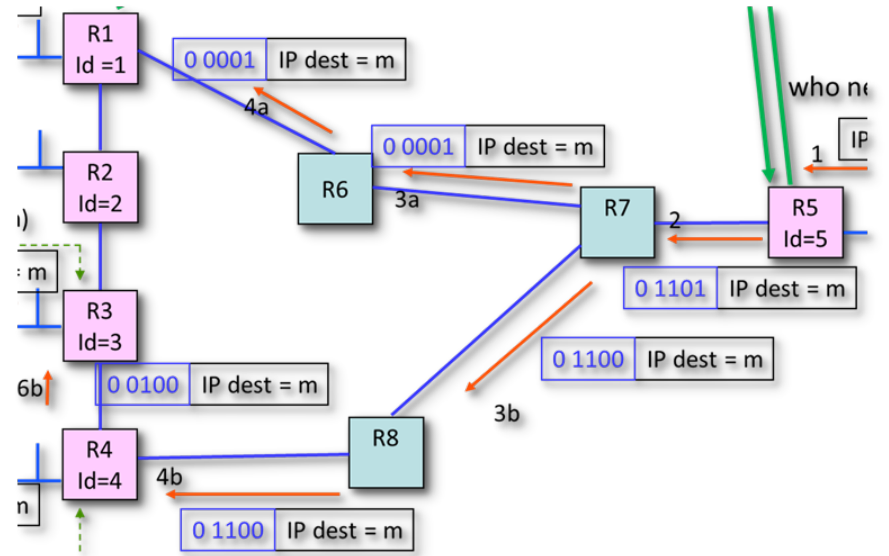 R1
Id =1
0 0001 IP dest = m
4a
who ne
0 0001 IP dest = m
1
IP
R2
Id=2
R6
3a
R7
2
R5
Id=5
)
= m
0 1101 IP dest = m
R3
Id=3
0 1100 IP dest = m
6b
0 0100 IP dest = m
3b
R8
R4
Id=4
4b
m
0 1100 IP dest = m